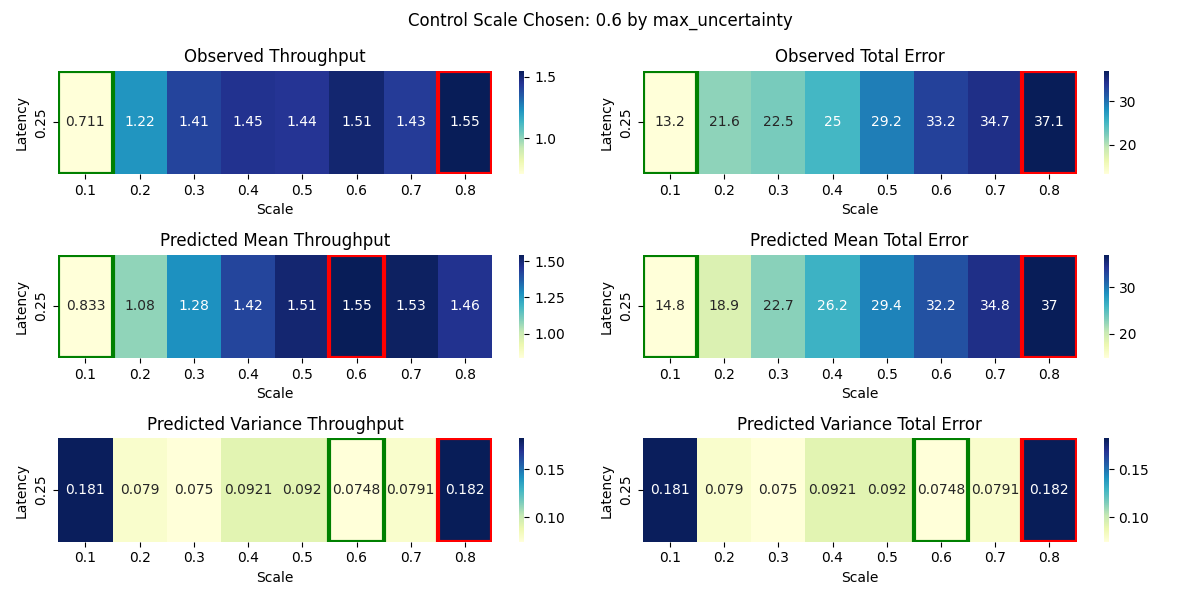 Control Scale Chosen: 0.6 by max_uncertainty
Observed Throughput
Latency
0.25
0.711 1.22 1.41 1.45 1.44 1.51 1.43 1.55
0.1 0.2 0.3 0.4 0.5 0.6 0.7 0.8
Scale
1.5
1.0
Observed Total Error
Latency
0.25
13.2 21.6 22.5 25 29.2 33.2 34.7 37.1
0.1 0.2 0.3 0.4 0.5 0.6 0.7 0.8
Scale
30
20
Predicted Mean Throughput
Latency
0.25
0.833 1.08 1.28 1.42 1.51 1.55 1.53 1.46
0.1 0.2 0.3 0.4 0.5 0.6 0.7 0.8
Scale
1.50
1.25
1.00
Predicted Mean Total Error
Latency
0.25
14.8 18.9 22.7 26.2 29.4 32.2 34.8 37
0.1 0.2 0.3 0.4 0.5 0.6 0.7 0.8
Scale
30
20
Predicted Variance Throughput
Latency
0.25
0.181 0.079 0.075 0.0921 0.092 0.0748 0.0791 0.182
0.1 0.2 0.3 0.4 0.5 0.6 0.7 0.8
Scale
0.15
0.10
Predicted Variance Total Error
Latency
0.25
0.181 0.079 0.075 0.0921 0.092 0.0748 0.0791 0.182
0.1 0.2 0.3 0.4 0.5 0.6 0.7 0.8
Scale
0.15
0.10